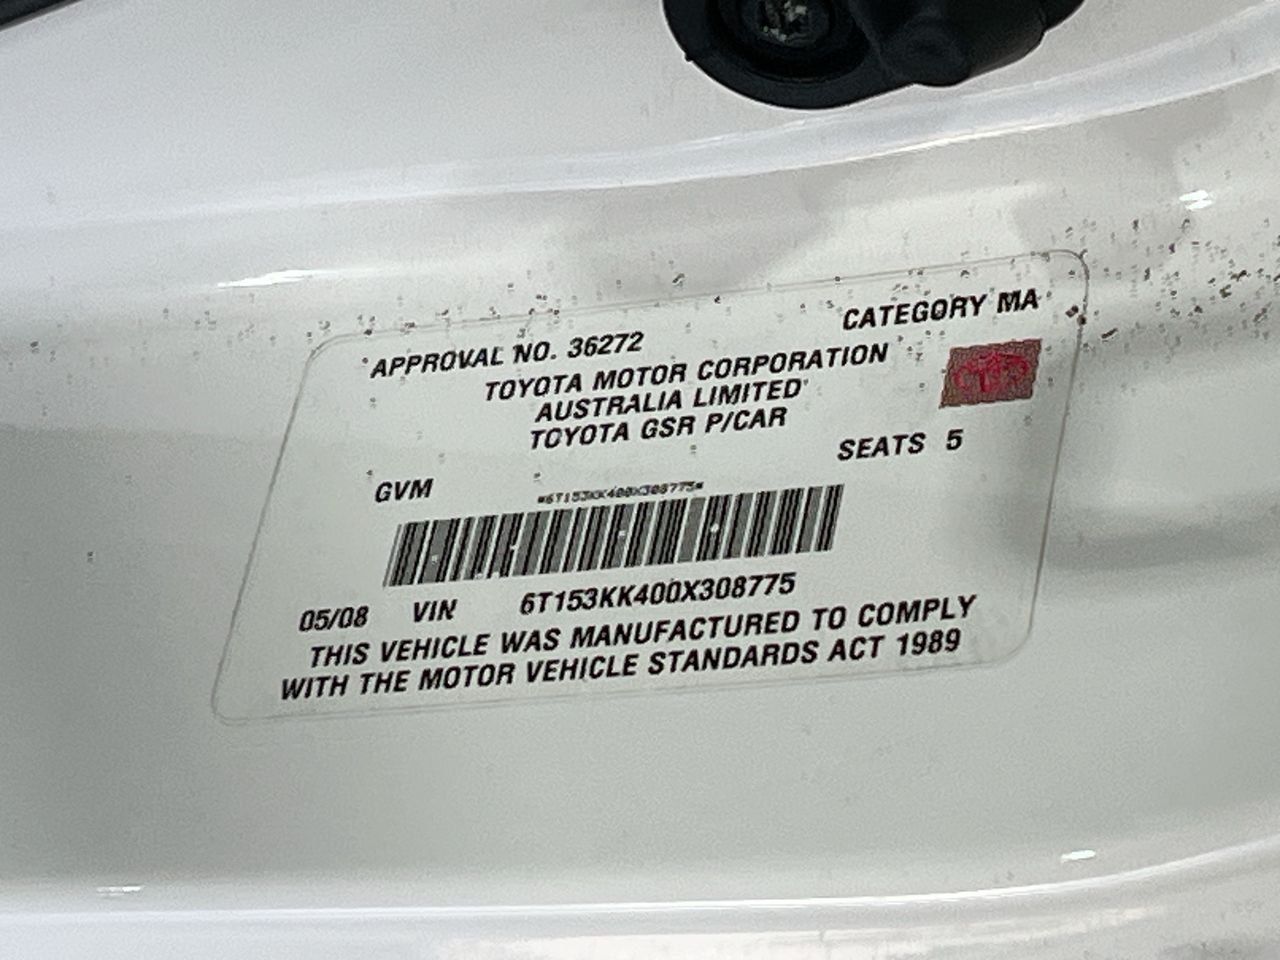 APPROVAL NO. 36272 CATEGORY MA
TOYOTA MOTOR CORPORATION
AUSTRALIA LIMITED
TOYOTA GSR P/CAR
SEATS 5
GVM
*6T153KK400X308775*
05/08 VIN 6T153KK400X308775
THIS VEHICLE WAS MANUFACTURED TO COMPLY
WITH THE MOTOR VEHICLE STANDARDS ACT 1989